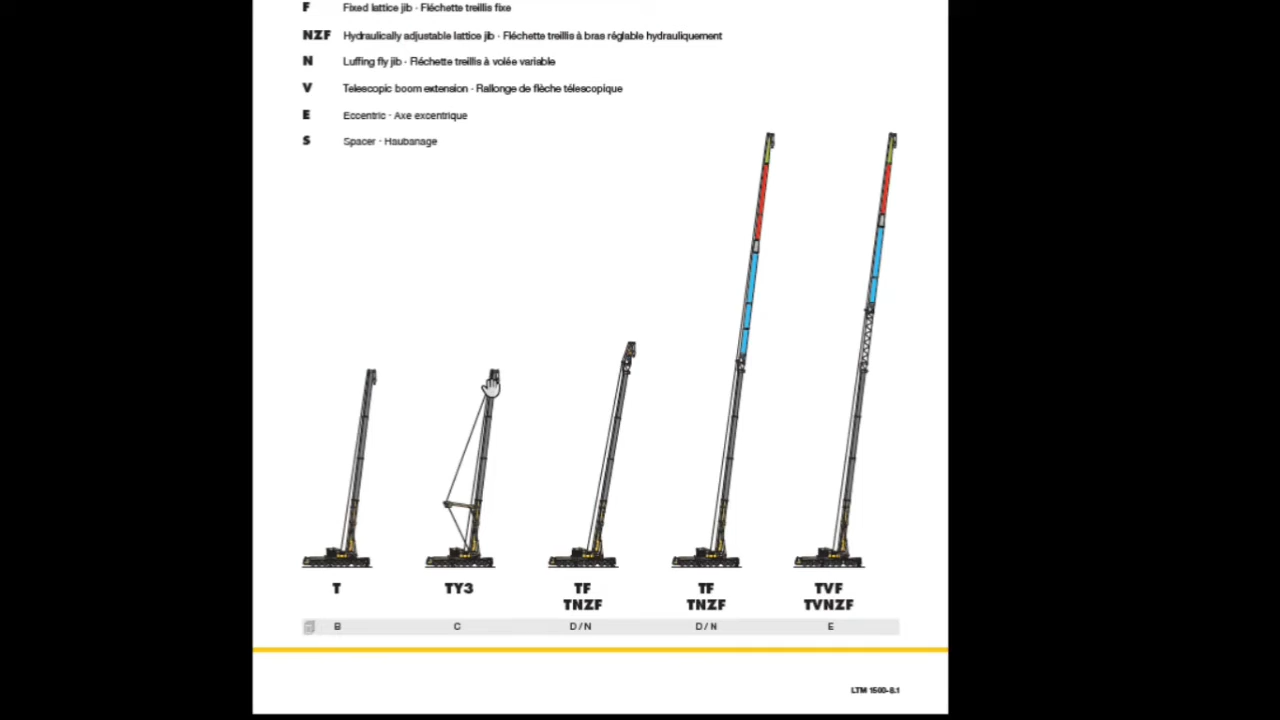 F Fixed lattice jib · Fléchette treillis fixe
NZF Hydraulically adjustable lattice jib · Fléchette treillis à bras réglable hydrauliquement
N Luffing fly jib · Fléchette treillis à volée variable
V Telescopic boom extension · Rallonge de flèche télescopique
E Eccentric · Axe excentrique
S Spacer · Haubanage
T TY3 TF TF TVF
TNZF TNZF TVNZF
B C D/N D/N E
LTM 1500-8.1